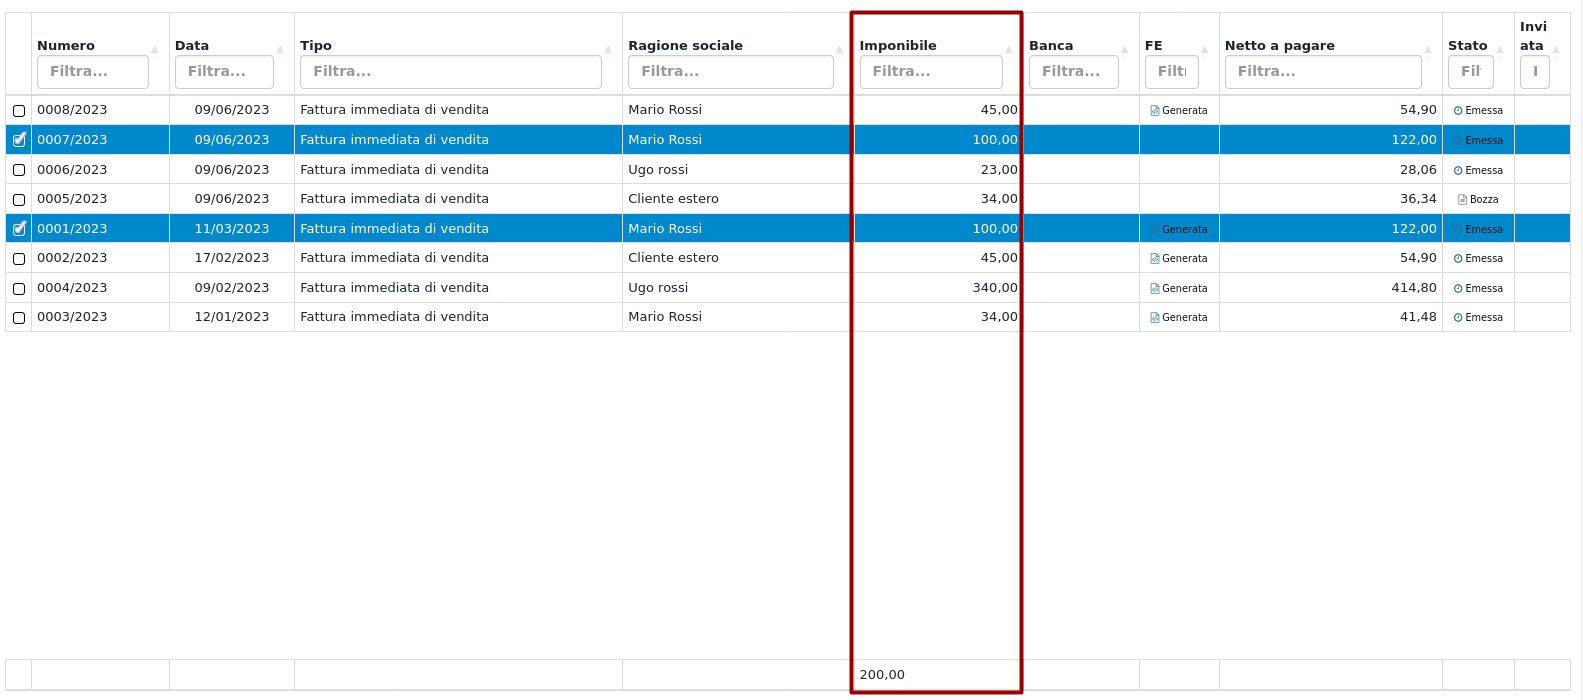 Numero Data Tipo Ragione sociale Imponibile Banca FE Netto a pagare Stato Invi
ata
Filtra... Filtra... Filtra... Filtra... Filtra... Filtra... Filtr Filtra... Fil
0008/2023 09/06/2023 Fattura immediata di vendita Mario Rossi 45,00 Generata 54,90 Emessa
0007/2023 09/06/2023 Fattura immediata di vendita Mario Rossi 100,00 122,00 Emessa
0006/2023 09/06/2023 Fattura immediata di vendita Ugo rossi 23,00 28,06 Emessa
0005/2023 09/06/2023 Fattura immediata di vendita Cliente estero 34,00 36,34 Bozza
0001/2023 11/03/2023 Fattura immediata di vendita Mario Rossi 100,00 Generata 122,00 Emessa
0002/2023 17/02/2023 Fattura immediata di vendita Cliente estero 45,00 Generata 54,90 Emessa
0004/2023 09/02/2023 Fattura immediata di vendita Ugo rossi 340,00 Generata 414,80 Emessa
0003/2023 12/01/2023 Fattura immediata di vendita Mario Rossi 34,00 Generata 41,48 Emessa
200,00